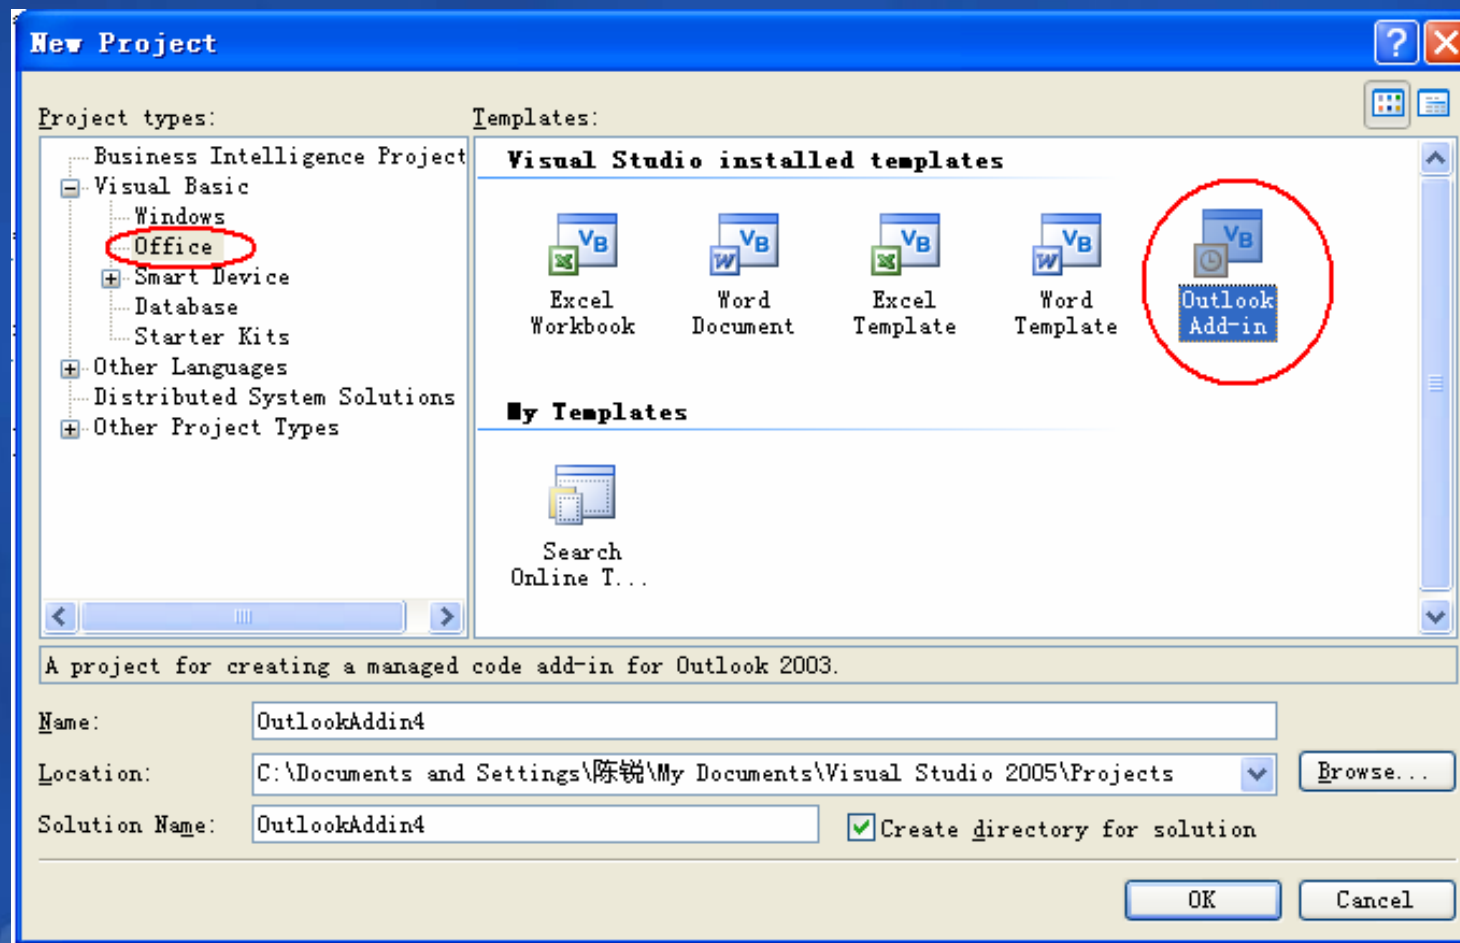 New Project
Project types:
Templates:
Business Intelligence Project
Visual Basic
Windows
Office
Smart Device
Database
Starter Kits
Other Languages
Distributed System Solutions
Other Project Types
Visual Studio installed templates
Excel Workbook
Word Document
Excel Template
Word Template
Outlook Add-in
My Templates
Search Online T...
A project for creating a managed code add-in for Outlook 2003.
Name:
OutlookAddin4
Location:
C:\Documents and Settings\陈锐\My Documents\Visual Studio 2005\Projects
Browse...
Solution Name:
OutlookAddin4
Create directory for solution
OK
Cancel